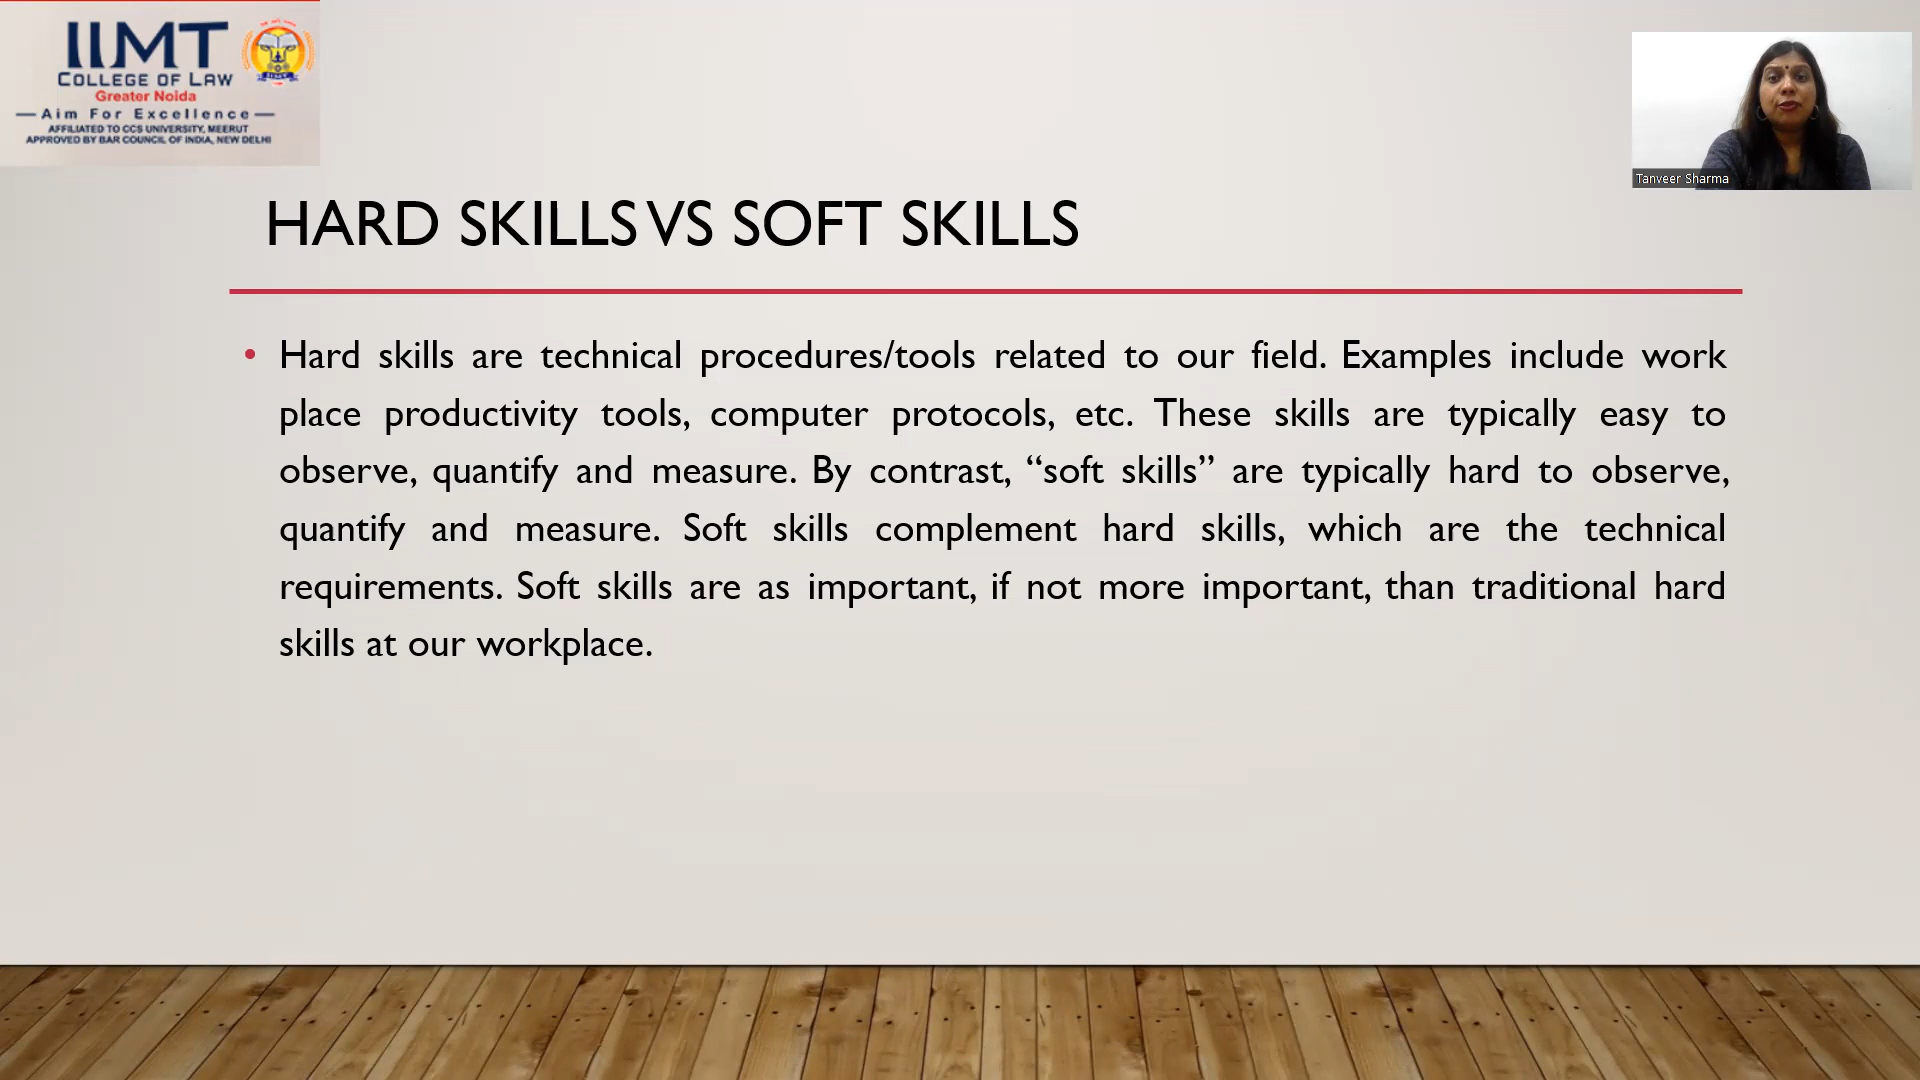 IIMT
COLLEGE OF LAW
Greater Noida
Aim For Excellence
AFFILIATED TO CCS UNIVERSITY, MEERUT
APPROVED BY BAR COUNCIL OF INDIA, NEW DELHI
Tanveer Sharma
HARD SKILLS VS SOFT SKILLS
• Hard skills are technical procedures/tools related to our field. Examples include work
place productivity tools, computer protocols, etc. These skills are typically easy to
observe, quantify and measure. By contrast, “soft skills” are typically hard to observe,
quantify and measure. Soft skills complement hard skills, which are the technical
requirements. Soft skills are as important, if not more important, than traditional hard
skills at our workplace.